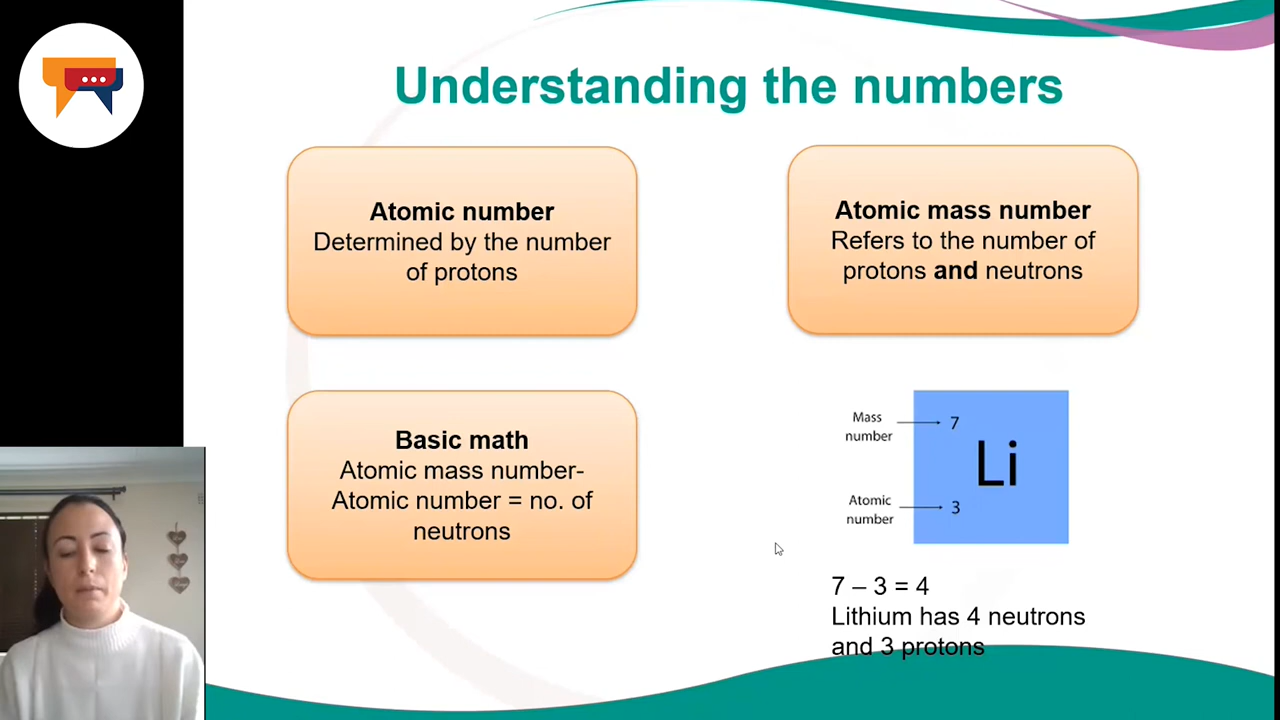 Understanding the numbers
Atomic number
Determined by the number
of protons
Atomic mass number
Refers to the number of
protons and neutrons
Basic math
Atomic mass number-
Atomic number = no. of
neutrons
Mass
number
7
Li
Atomic
number
3
7 – 3 = 4
Lithium has 4 neutrons
and 3 protons